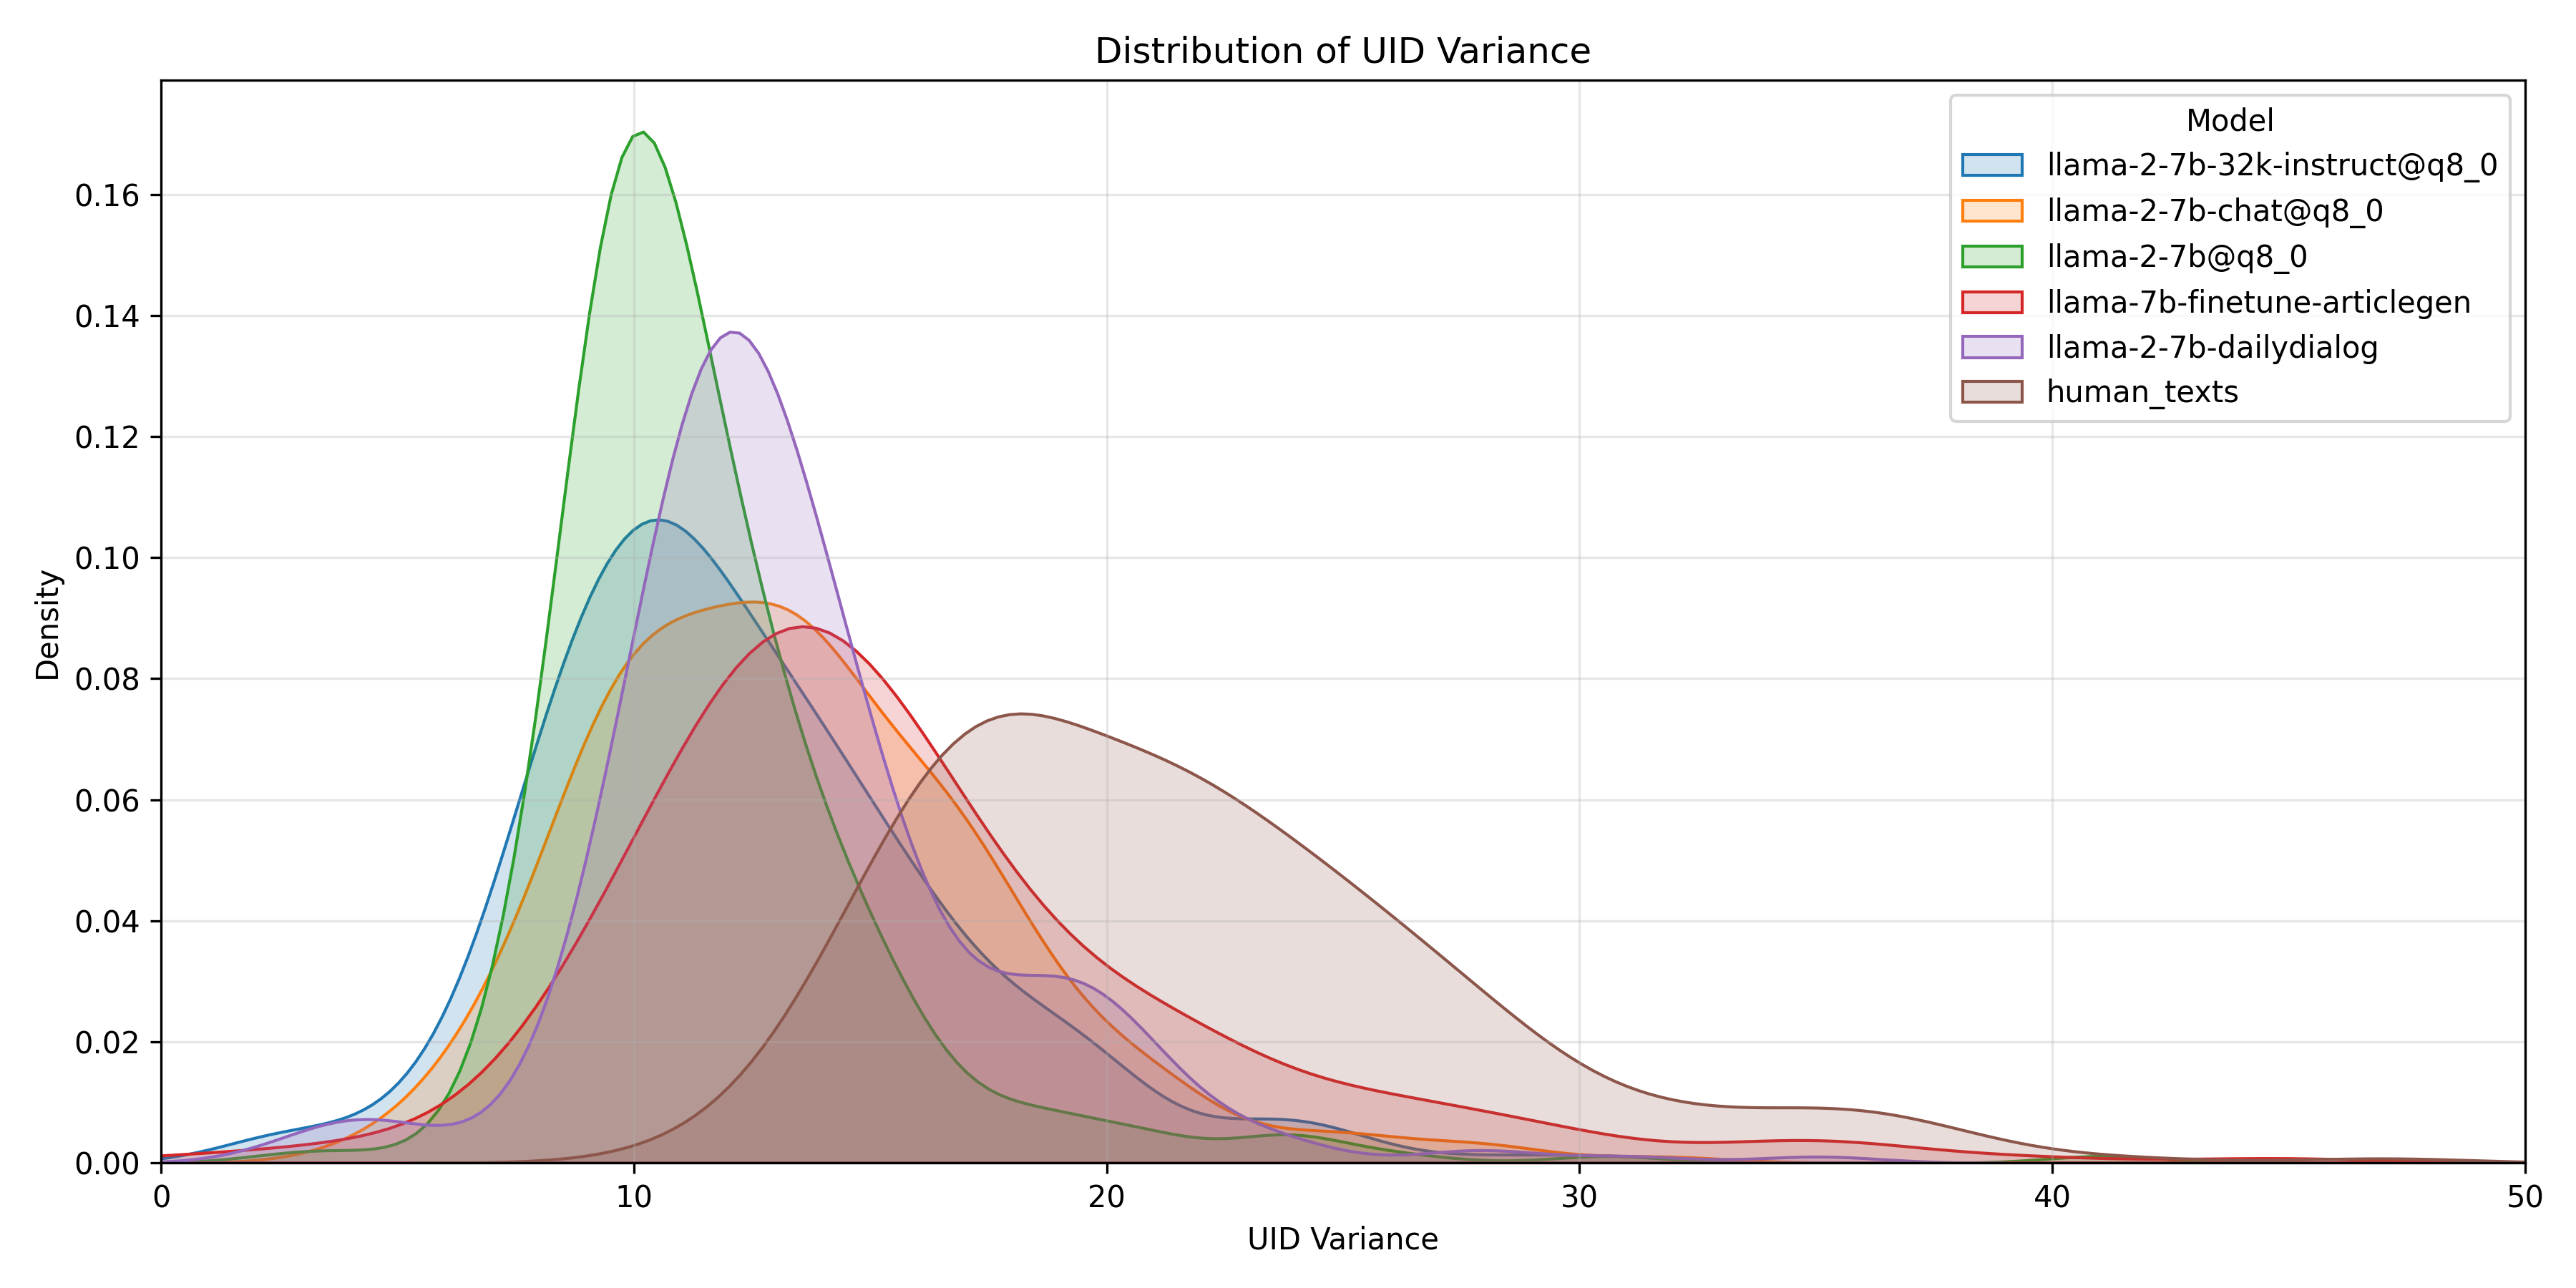 Distribution of UID Variance
Model
llama-2-7b-32k-instruct@q8_0
llama-2-7b-chat@q8_0
llama-2-7b@q8_0
llama-7b-finetune-articlegen
llama-2-7b-dailydialog
human_texts
Density
0.16
0.14
0.12
0.10
0.08
0.06
0.04
0.02
0.00
0 10 20 30 40 50
UID Variance